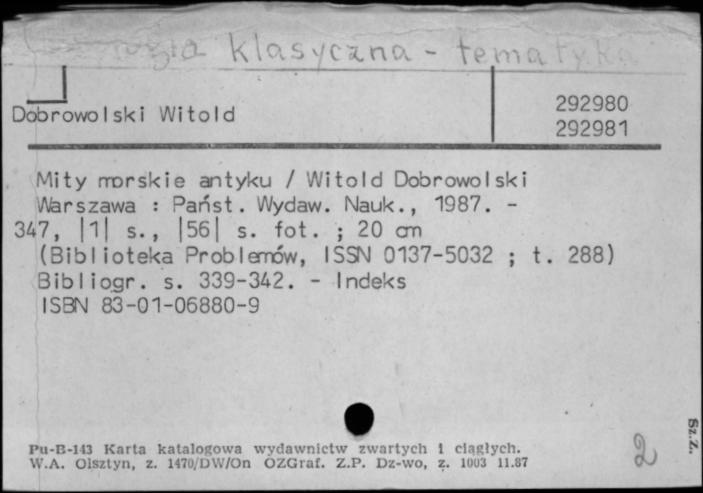 klasyczna - tematyka
Dobrowolski Witold
292980
292981
Mity morskie antyku / Witold Dobrowolski
Warszawa : Państ. Wydaw. Nauk., 1987. -
347, |1| s., |56| s. fot. ; 20 cm
(Biblioteka Problemów, ISSN 0137-5032 ; t. 288)
Bibliogr. s. 339-342. - Indeks
ISBN 83-01-06880-9
Pu-B-143 Karta katalogowa wydawnictw zwartych i ciągłych.
W.A. Olsztyn, z. 1470/DW/On OZGraf. Z.P. Dz-wo, z. 1003 11.87
2
Sz.Z.